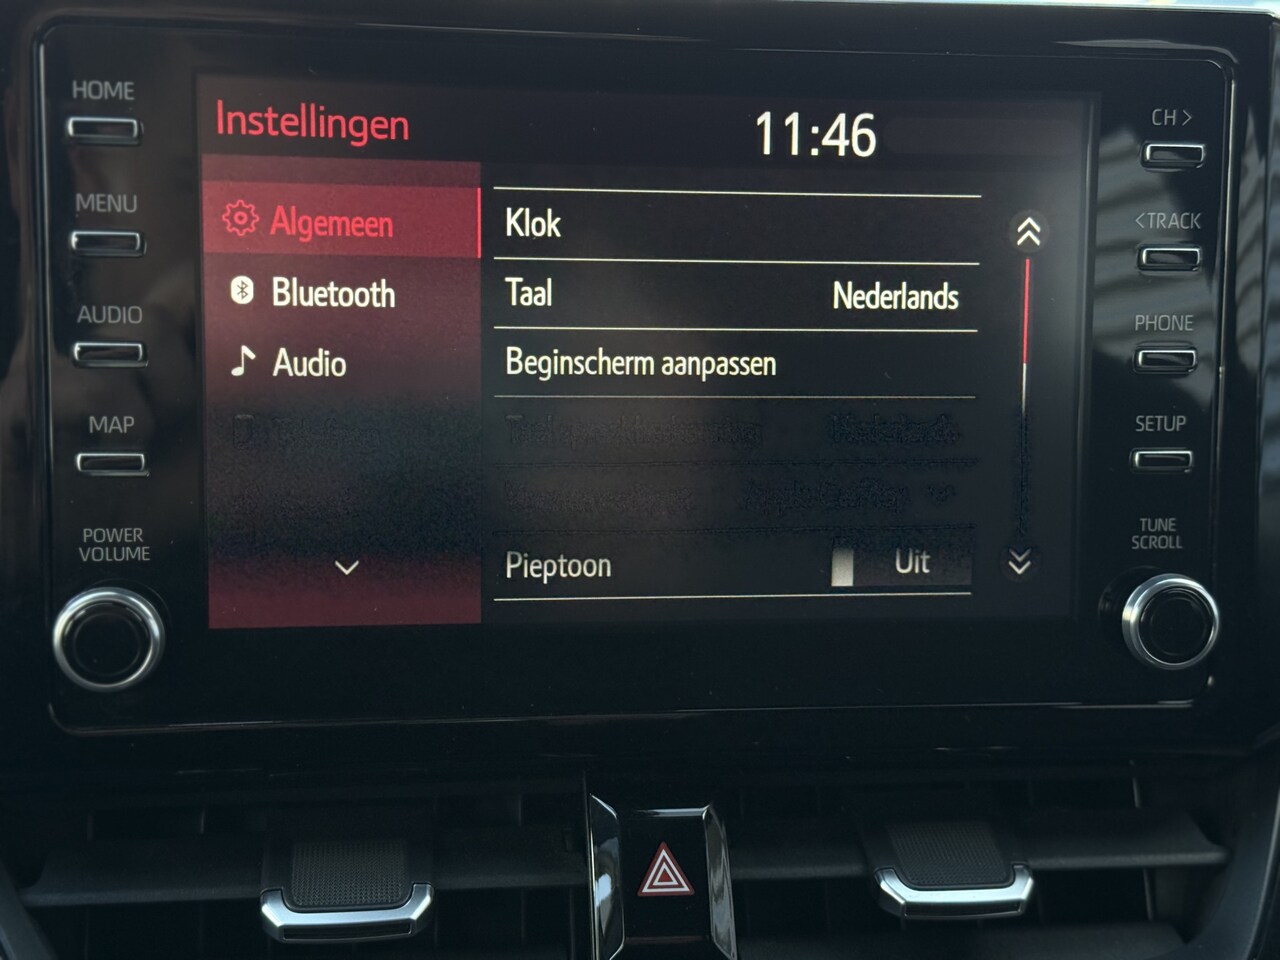 HOME
MENU
AUDIO
MAP
POWER
VOLUME
Instellingen
11:46
Algemeen
Bluetooth
Audio
Klok
Taal Nederlands
Beginscherm aanpassen
Pieptoon Uit
CH >
<TRACK
PHONE
SETUP
TUNE
SCROLL